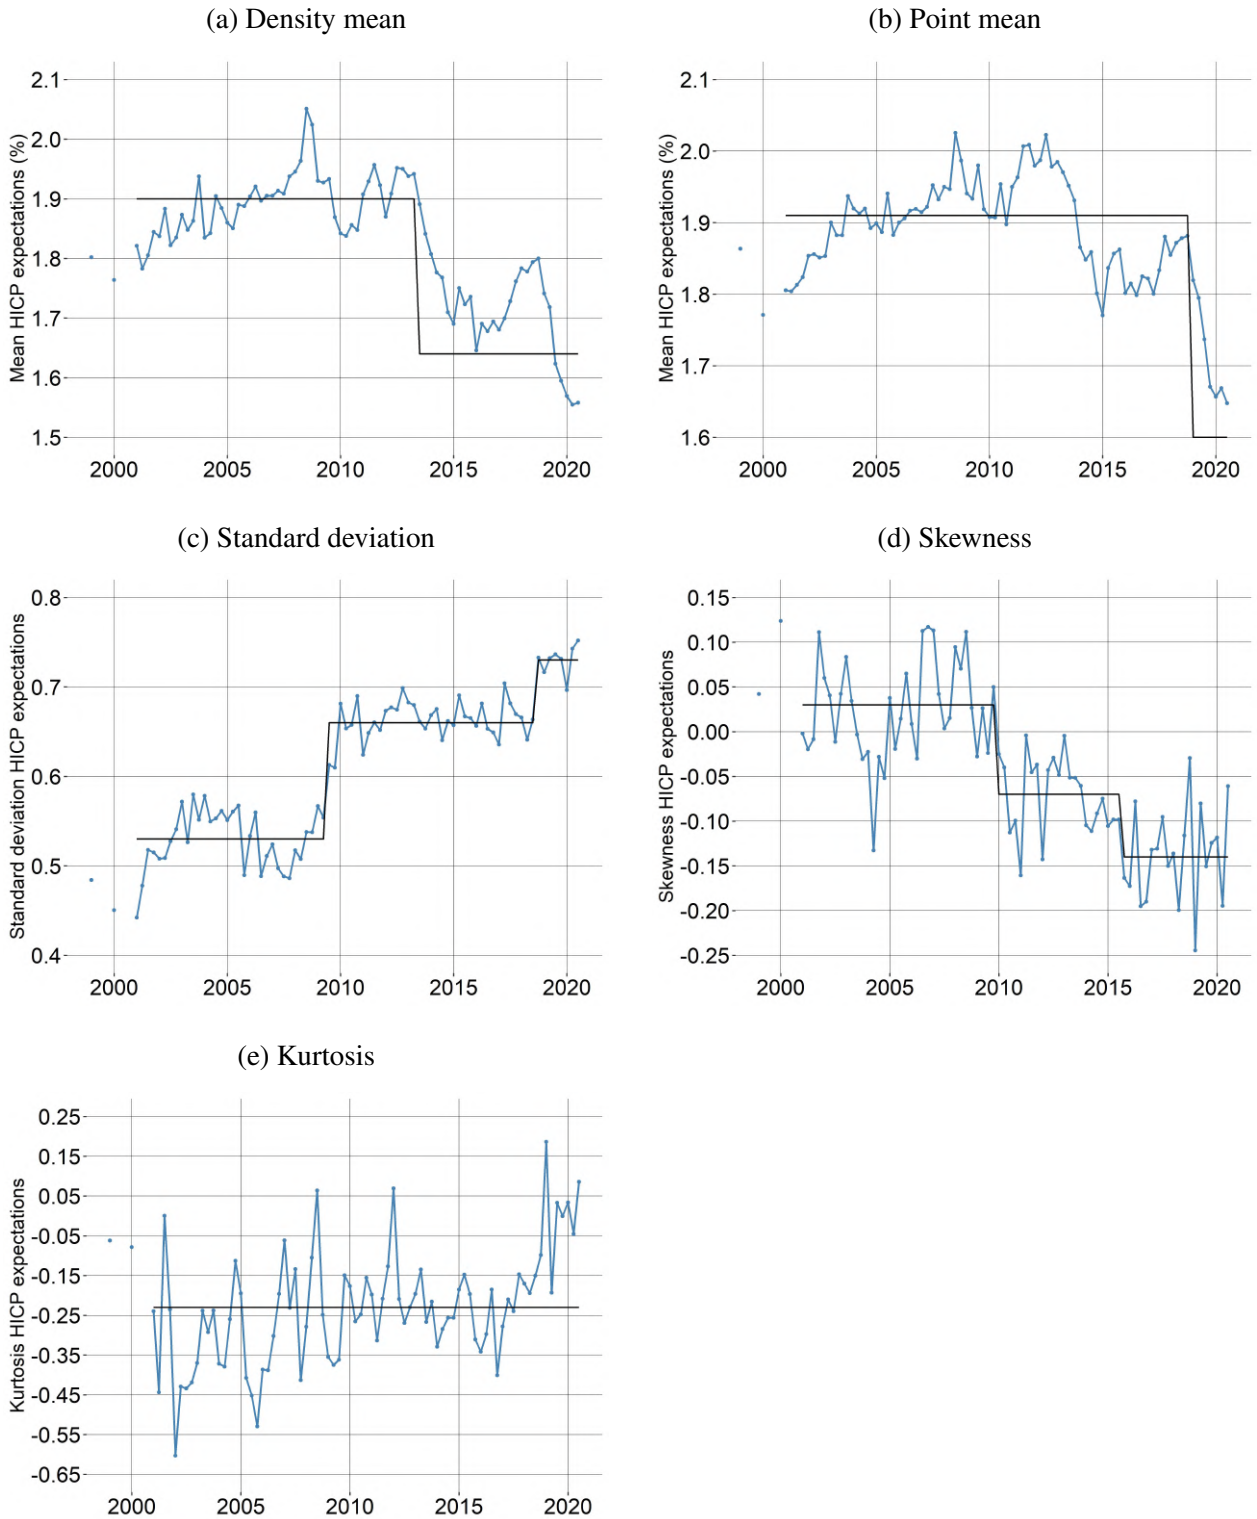 (a) Density mean
(b) Point mean
Mean HICP expectations (%)
2.1
2.0
1.9
1.8
1.7
1.6
1.5
2000 2005 2010 2015 2020
Mean HICP expectations (%)
2.1
2.0
1.9
1.8
1.7
1.6
2000 2005 2010 2015 2020
(c) Standard deviation
(d) Skewness
Standard deviation HICP expectations
0.8
0.7
0.6
0.5
0.4
2000 2005 2010 2015 2020
Skewness HICP expectations
0.15
0.10
0.05
0.00
-0.05
-0.10
-0.15
-0.20
-0.25
2000 2005 2010 2015 2020
(e) Kurtosis
Kurtosis HICP expectations
0.25
0.15
0.05
-0.05
-0.15
-0.25
-0.35
-0.45
-0.55
-0.65
2000 2005 2010 2015 2020